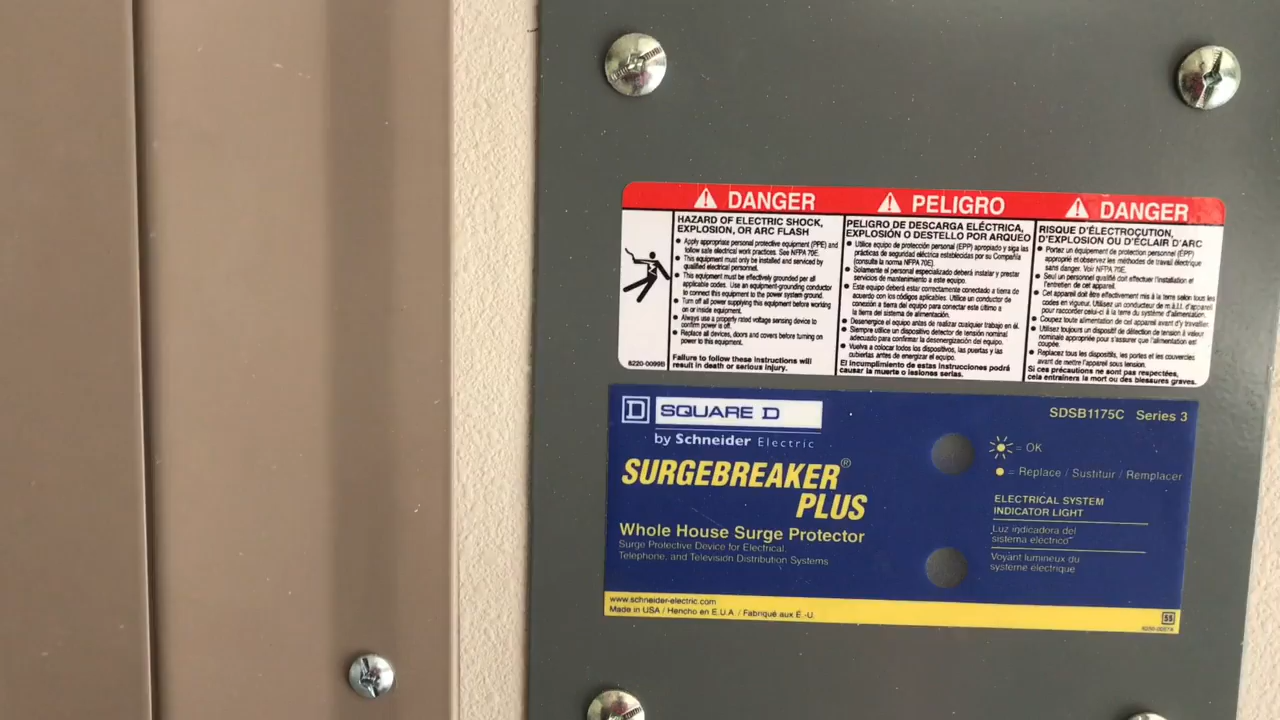 DANGER
HAZARD OF ELECTRIC SHOCK,
EXPLOSION, OR ARC FLASH
Apply appropriate personal protective equipment (PPE) and
follow safe electrical work practices. See NFPA 70E.
This equipment must only be installed and serviced by
qualified electrical personnel.
This equipment must be effectively grounded per all
applicable codes. Use an equipment-grounding conductor
to connect this equipment to the power system ground.
Turn off all power supplying this equipment before working
on or inside equipment.
Always use a properly rated voltage sensing device to
confirm power is off.
Replace all devices, doors and covers before turning on
power to this equipment.
Failure to follow these instructions will
result in death or serious injury.
6220-0099B
PELIGRO
PELIGRO DE DESCARGA ELÉCTRICA,
EXPLOSIÓN O DESTELLO POR ARQUEO
Utilice equipo de protección personal (EPP) apropiado y siga las
prácticas de seguridad eléctrica establecidas por su Compañía
(consulta la norma NFPA 70E).
Solamente el personal especializado deberá instalar y prestar
servicios de mantenimiento a este equipo.
Este equipo deberá estar correctamente conectado a tierra de
acuerdo con los códigos aplicables. Utilice un conductor de
conexión a tierra del equipo para conectar este último a
la tierra del sistema de alimentación.
Desenergice el equipo antes de realizar cualquier trabajo en él.
Siempre utilice un dispositivo detector de tensión nominal
adecuado para confirmar la desenergización del equipo.
Vuelva a colocar todos los dispositivos, las puertas y las
cubiertas antes de energizar el equipo.
El incumplimiento de estas instrucciones podrá
causar la muerte o lesiones serias.
DANGER
RISQUE D'ÉLECTROCUTION,
D'EXPLOSION OU D'ÉCLAIR D'ARC
Portez un équipement de protection personnel (ÉPP)
approprié et observez les méthodes de travail électrique
sans danger. Voir NFPA 70E.
Seul un personnel qualifié doit effectuer l'installation et
l'entretien de cet appareil.
Cet appareil doit être effectivement mis à la terre selon tous les
codes en vigueur. Utilisez un conducteur de m.à.l.t. d'appareil
pour raccorder celui-ci à la terre du système d'alimentation.
Coupez toute alimentation de cet appareil avant d'y travailler.
Utilisez toujours un dispositif de détection de tension à valeur
nominale appropriée pour s'assurer que l'alimentation est
coupée.
Replacez tous les dispositifs, les portes et les couvercles
avant de mettre l'appareil sous tension.
Si ces précautions ne sont pas respectées,
cela entraînera la mort ou des blessures graves.
D SQUARE D
by Schneider Electric
SURGEBREAKER®
PLUS
Whole House Surge Protector
Surge Protective Device for Electrical,
Telephone, and Television Distribution Systems
SDSB1175C Series 3
= OK
= Replace / Sustituir / Remplacer
ELECTRICAL SYSTEM
INDICATOR LIGHT
Luz indicadora del
sistema eléctrico
Voyant lumineux du
système électrique
www.schneider-electric.com
Made in USA / Hencho en E.U.A. / Fabriqué aux É.-U.